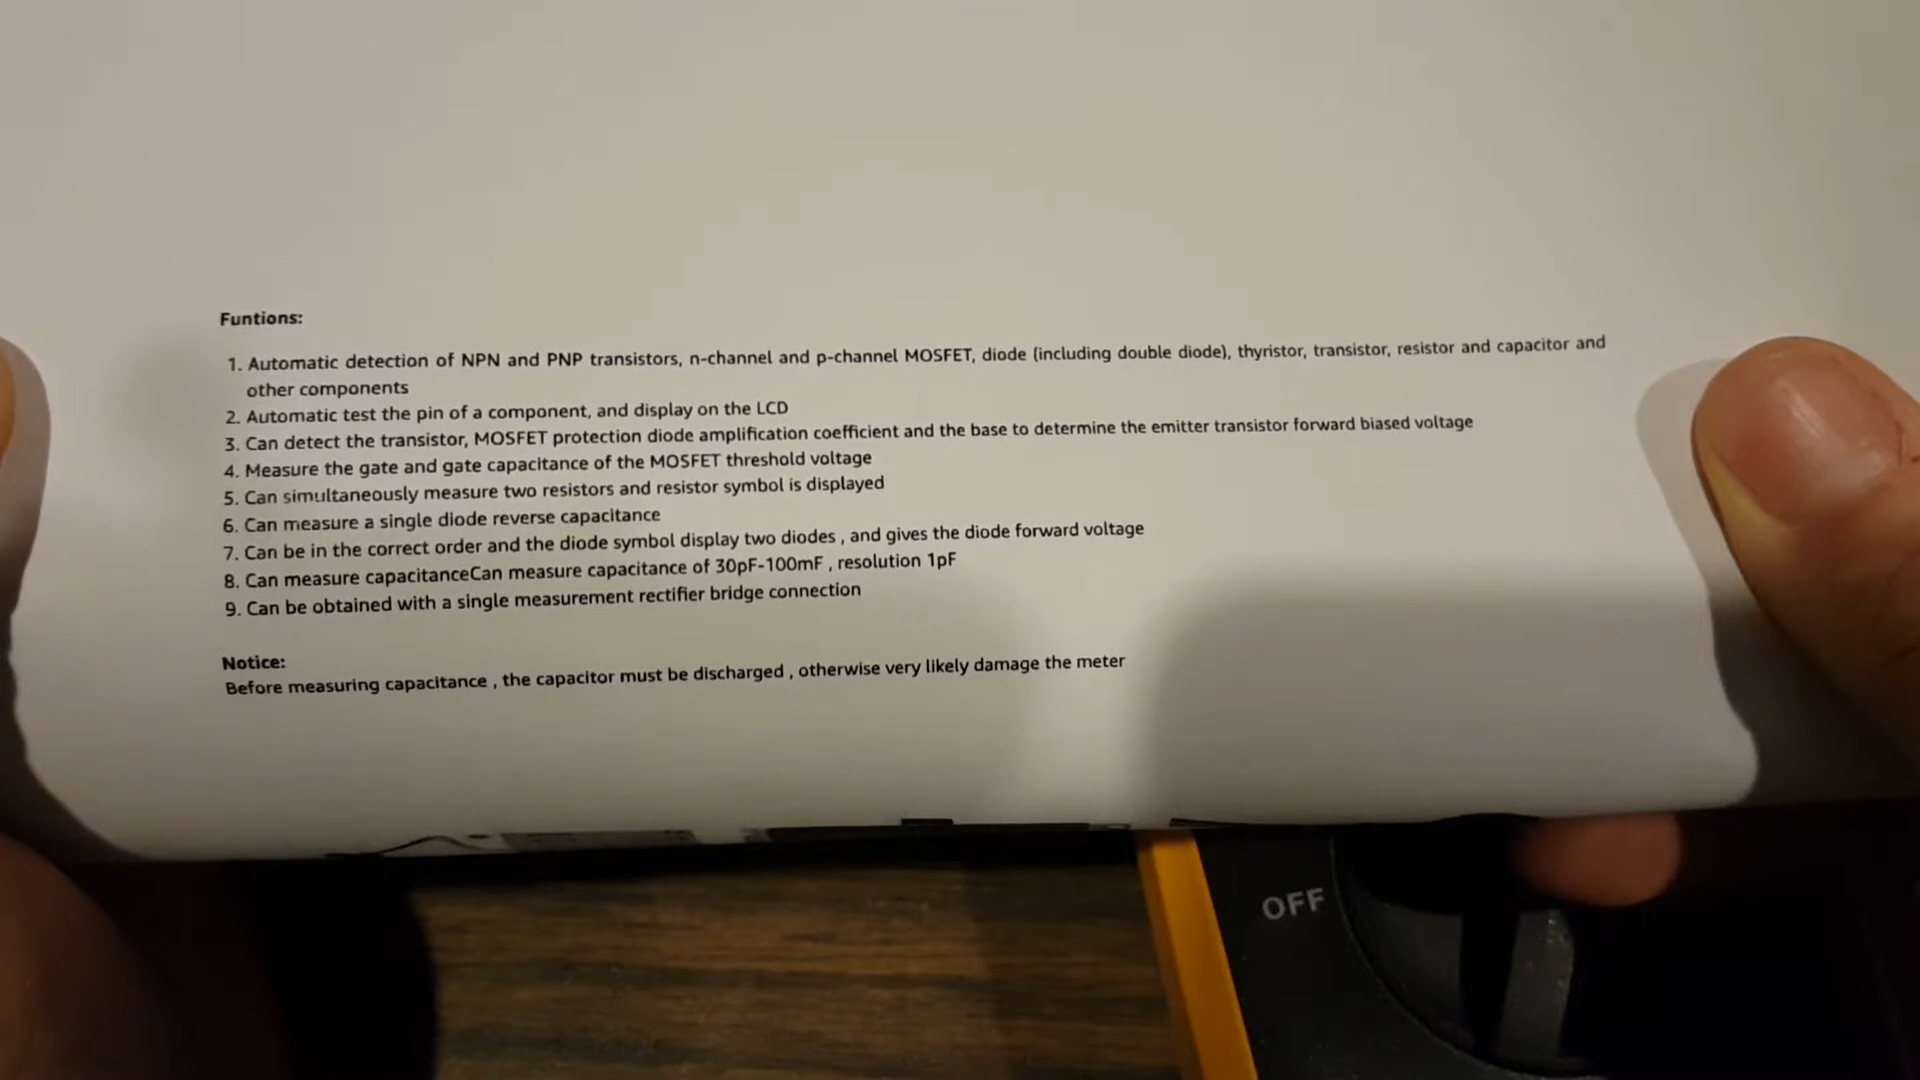 Funtions:
1. Automatic detection of NPN and PNP transistors, n-channel and p-channel MOSFET, diode (including double diode), thyristor, transistor, resistor and capacitor and
other components
2. Automatic test the pin of a component, and display on the LCD
3. Can detect the transistor, MOSFET protection diode amplification coefficient and the base to determine the emitter transistor forward biased voltage
4. Measure the gate and gate capacitance of the MOSFET threshold voltage
5. Can simultaneously measure two resistors and resistor symbol is displayed
6. Can measure a single diode reverse capacitance
7. Can be in the correct order and the diode symbol display two diodes , and gives the diode forward voltage
8. Can measure capacitanceCan measure capacitance of 30pF-100mF , resolution 1pF
9. Can be obtained with a single measurement rectifier bridge connection
Notice:
Before measuring capacitance , the capacitor must be discharged , otherwise very likely damage the meter
OFF